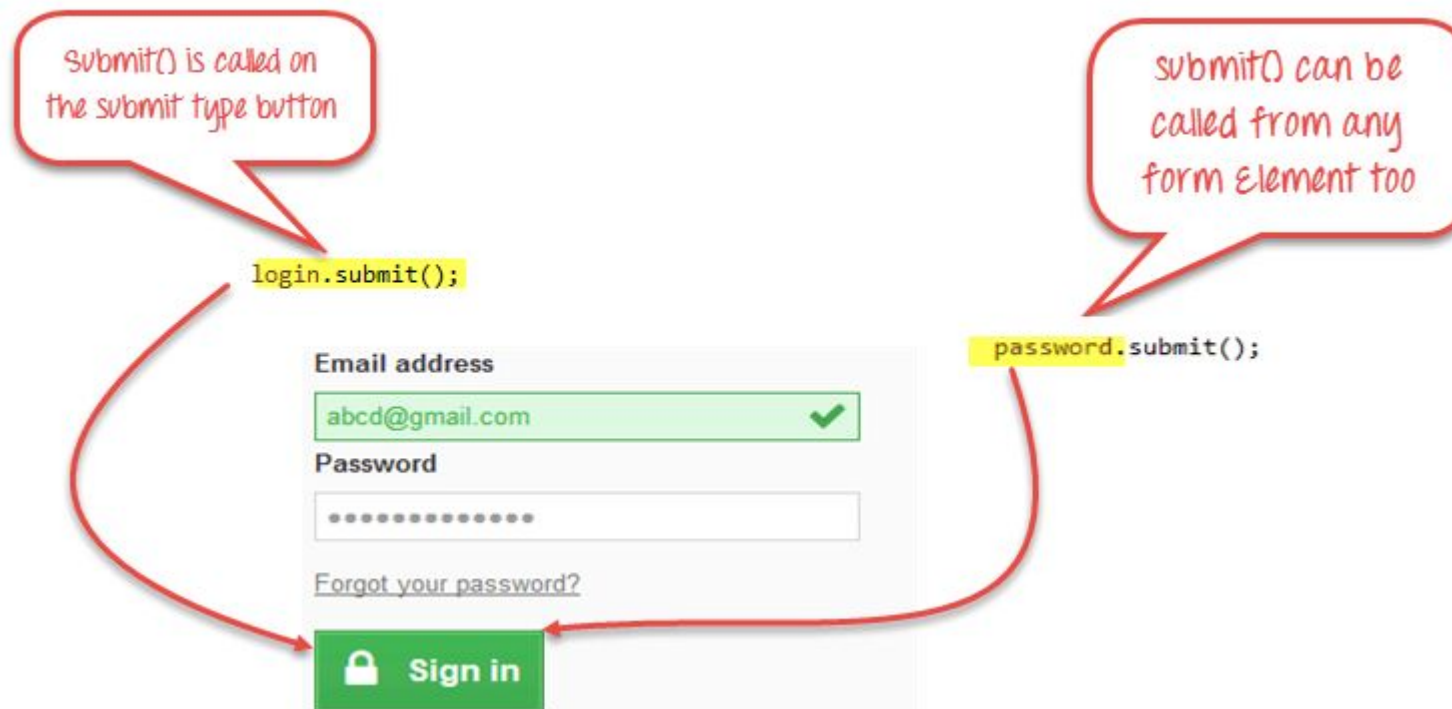 Submit() is called on
the submit type button
submit() can be
called from any
form Element too
login.submit();
password.submit();
Email address
abcd@gmail.com
Password
•••••••••••••
Forgot your password?
Sign in